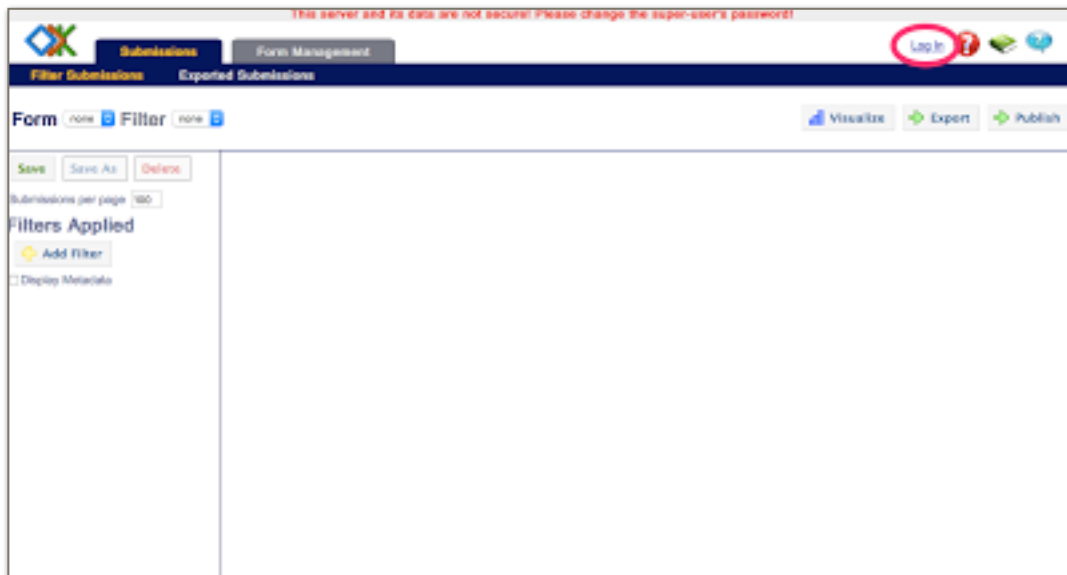 This server and its data are not secure! Please change the super-user's password!
Submissions Form Management Log In
Filter Submissions Exported Submissions
Form none Filter none Visualize Export Publish
Save Save As Delete
Submissions per page 100
Filters Applied
Add Filter
Display Metadata